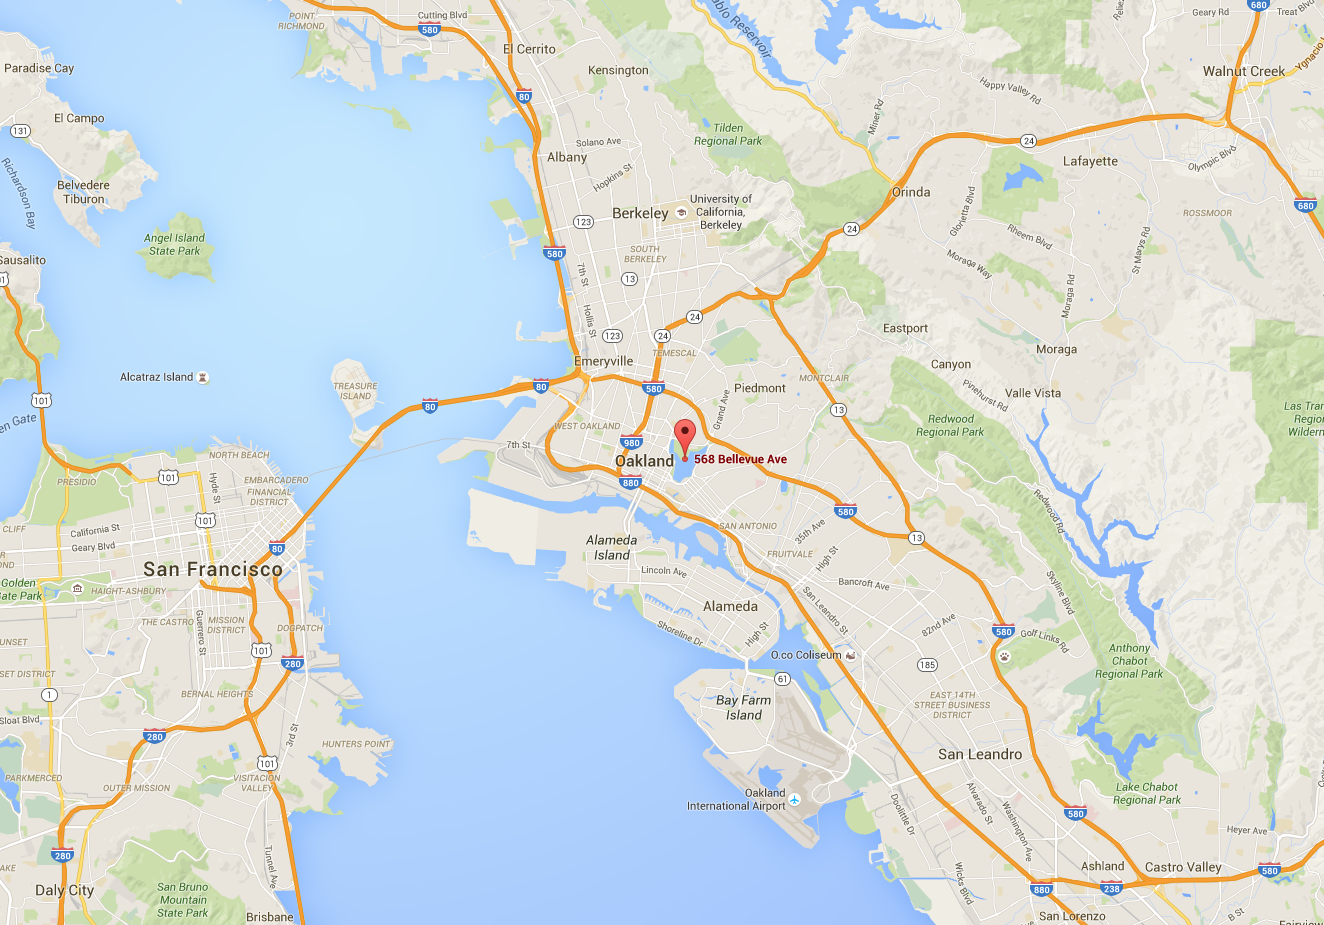 POINT
RICHMOND
Cutting Blvd
580
El Cerrito
Pablo Reservoir
Geary Rd
680
Treat Blvd
Paradise Cay
Kensington
Walnut Creek
80
Happy Valley Rd
El Campo
131
Miner Rd
Tilden
Regional Park
Solano Ave
24
Albany
Lafayette
Olympic Blvd
Hopkins St
Richardson Bay
Belvedere
Tiburon
Orinda
University of
California,
Berkeley
Berkeley
Glorietta Blvd
680
ROSSMOOR
123
24
Angel Island
State Park
SOUTH
BERKELEY
Rheem Blvd
St Marys Rd
580
Sausalito
Moraga Way
7th St
13
Moraga Rd
Hollis St
24
Eastport
123
24
TEMESCAL
Moraga
Emeryville
Canyon
Alcatraz Island
MONTCLAIR
TREASURE
ISLAND
80
580
Piedmont
Pinehurst Rd
Valle Vista
101
80
Grand Ave
13
Redwood
Regional Park
WEST OAKLAND
7th St
980
Oakland
568 Bellevue Ave
NORTH BEACH
PRESIDIO
101
EMBARCADERO
FINANCIAL
DISTRICT
Hyde St
880
Redwood Rd
580
101
SAN ANTONIO
35th Ave
California St
Geary Blvd
13
Alameda
Island
80
FRUITVALE
High St
San Francisco
Lincoln Ave
Bancroft Ave
Skyline Blvd
HAIGHT-ASHBURY
San Leandro St
Alameda
THE CASTRO
MISSION
DISTRICT
Guerrero St
DOGPATCH
Shoreline Dr
High St
82nd Ave
580
Golf Links Rd
101
280
O.co Coliseum
185
Anthony
Chabot
Regional Park
61
1
BERNAL HEIGHTS
Bay Farm
Island
EAST 14TH
STREET BUSINESS
DISTRICT
Sloat Blvd
280
3rd St
HUNTERS POINT
San Leandro
101
PARKMERCED
OUTER MISSION
VISITACION
VALLEY
Oakland
International Airport
Lake Chabot
Regional Park
Doolittle Dr
Alvarado St
Washington Ave
580
Heyer Ave
280
Tunnel Ave
Ashland
Castro Valley
Wicks Blvd
880
238
580
Daly City
San Bruno
Mountain
State Park
Brisbane
San Lorenzo
B St